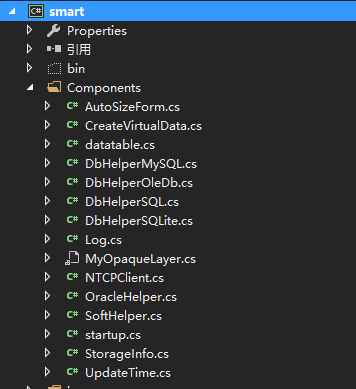 C# smart
Properties
引用
bin
Components
C# AutoSizeForm.cs
C# CreateVirtualData.cs
C# datatable.cs
C# DbHelperMySQL.cs
C# DbHelperOleDb.cs
C# DbHelperSQL.cs
C# DbHelperSQLite.cs
C# Log.cs
MyOpaqueLayer.cs
C# NTCPClient.cs
C# OracleHelper.cs
C# SoftHelper.cs
C# startup.cs
C# StorageInfo.cs
C# UpdateTime.cs